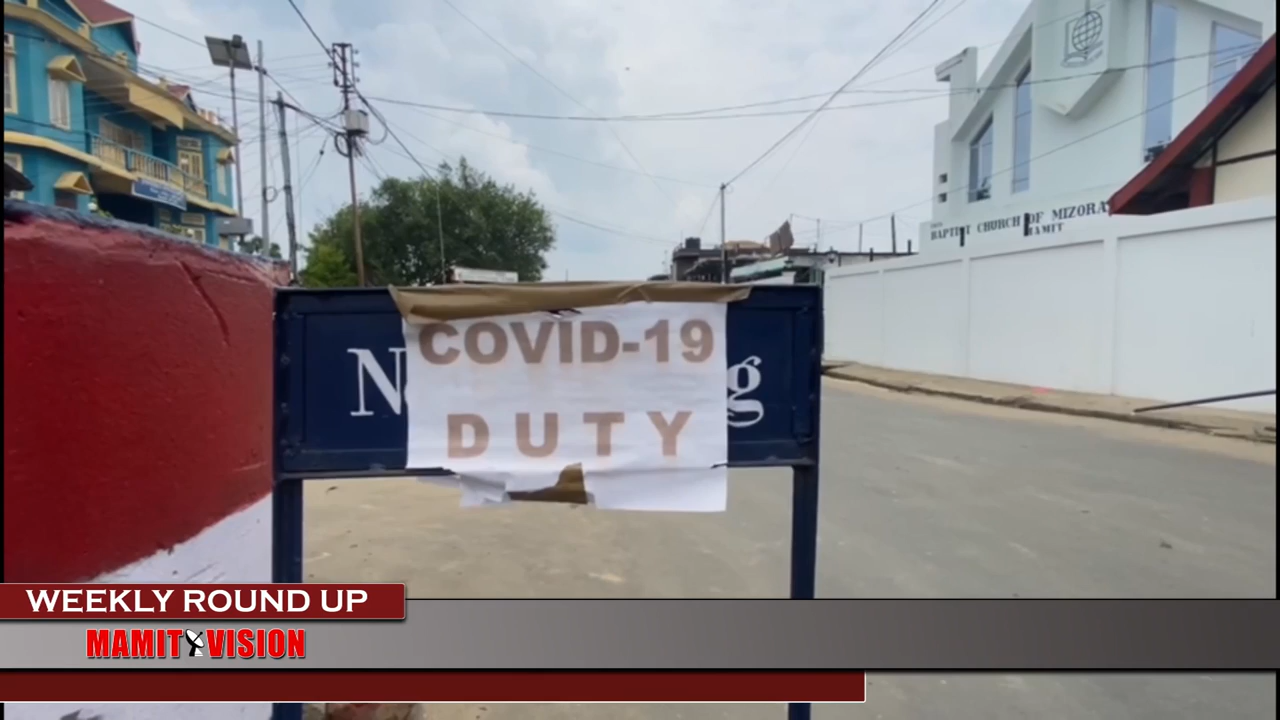 BAPTIST CHURCH OF MIZORA
MAMIT
COVID-19
DUTY
N
g
WEEKLY ROUND UP
MAMIT VISION